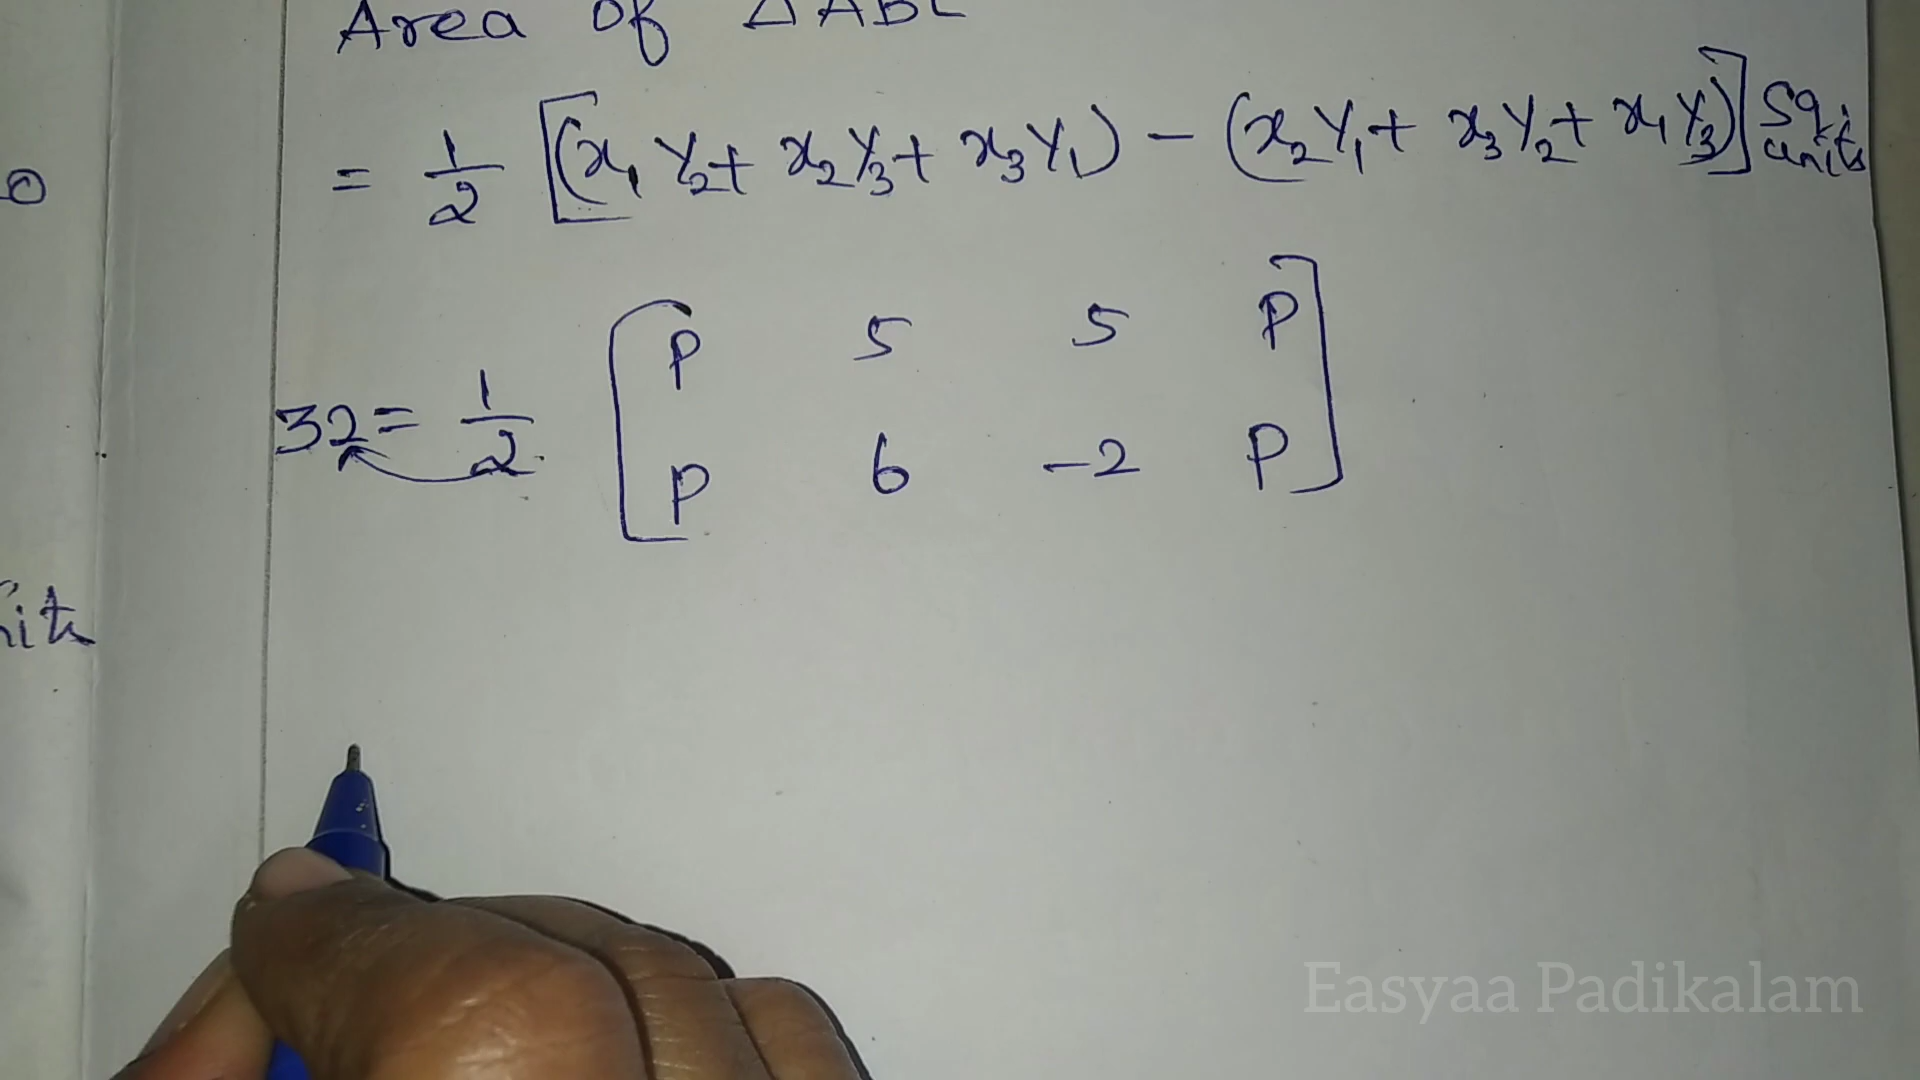 Area of △ABC
= 1/2 [(x₁ y₂ + x₂ y₃ + x₃ y₁) - (x₂ y₁ + x₃ y₂ + x₁ y₃)] sq. units
32 = 1/2 [P 5 5 P
P 6 -2 P]
Easyaa Padikalam